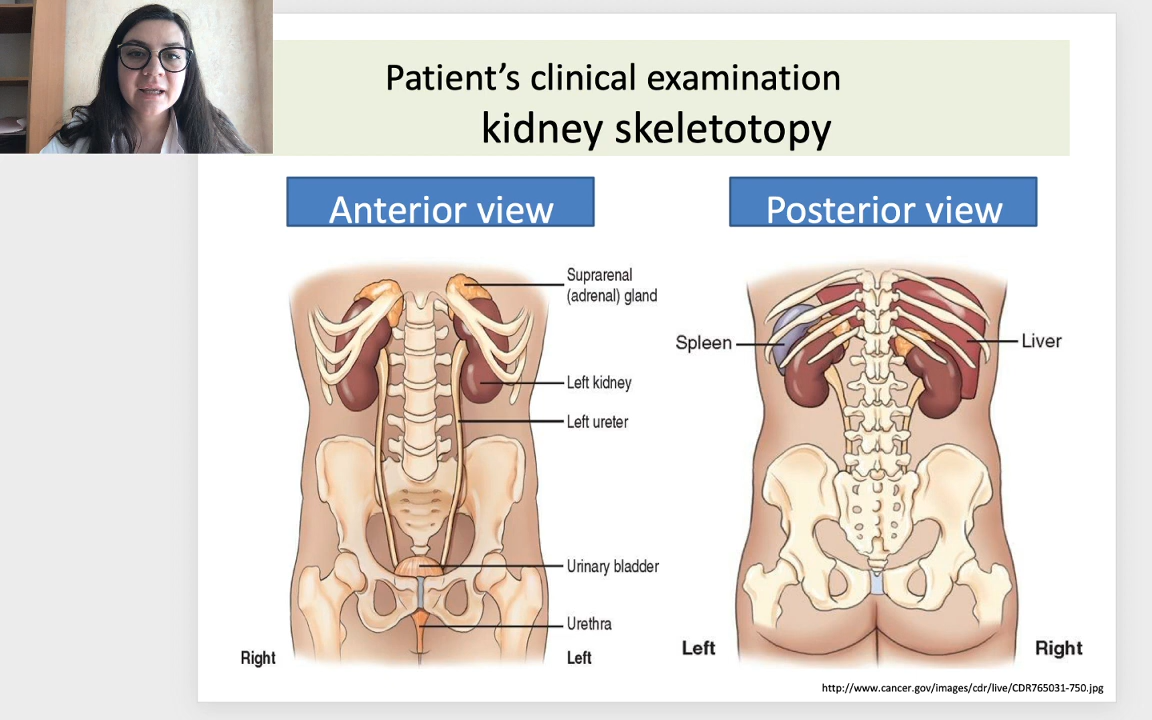 Patient’s clinical examination
kidney skeletotopy
Anterior view
Posterior view
Suprarenal
(adrenal) gland
Left kidney
Left ureter
Urinary bladder
Urethra
Right
Left
Spleen
Liver
Left
Right
http://www.cancer.gov/images/cdr/live/CDR765031-750.jpg